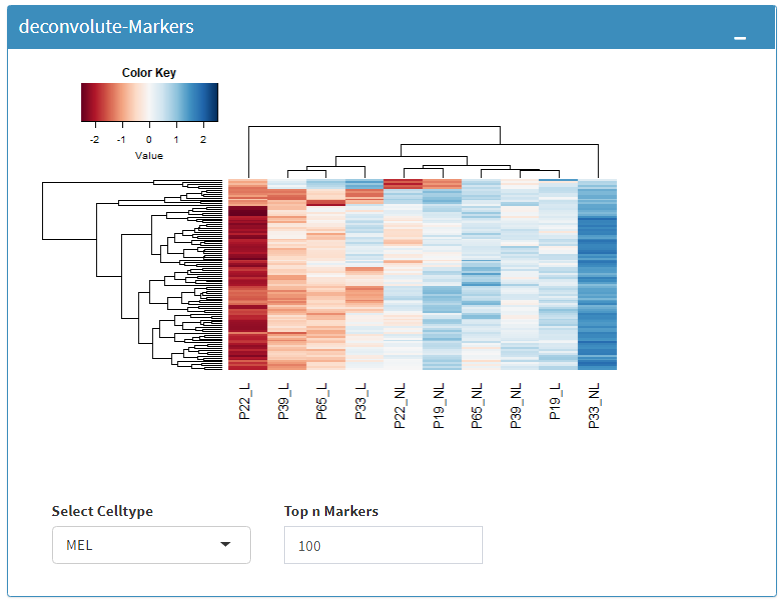 deconvolute-Markers
Color Key
-2 -1 0 1 2
Value
P22_L P39_L P65_L P33_L P22_NL P19_NL P65_NL P39_NL P19_L P33_NL
Select Celltype Top n Markers
MEL 100